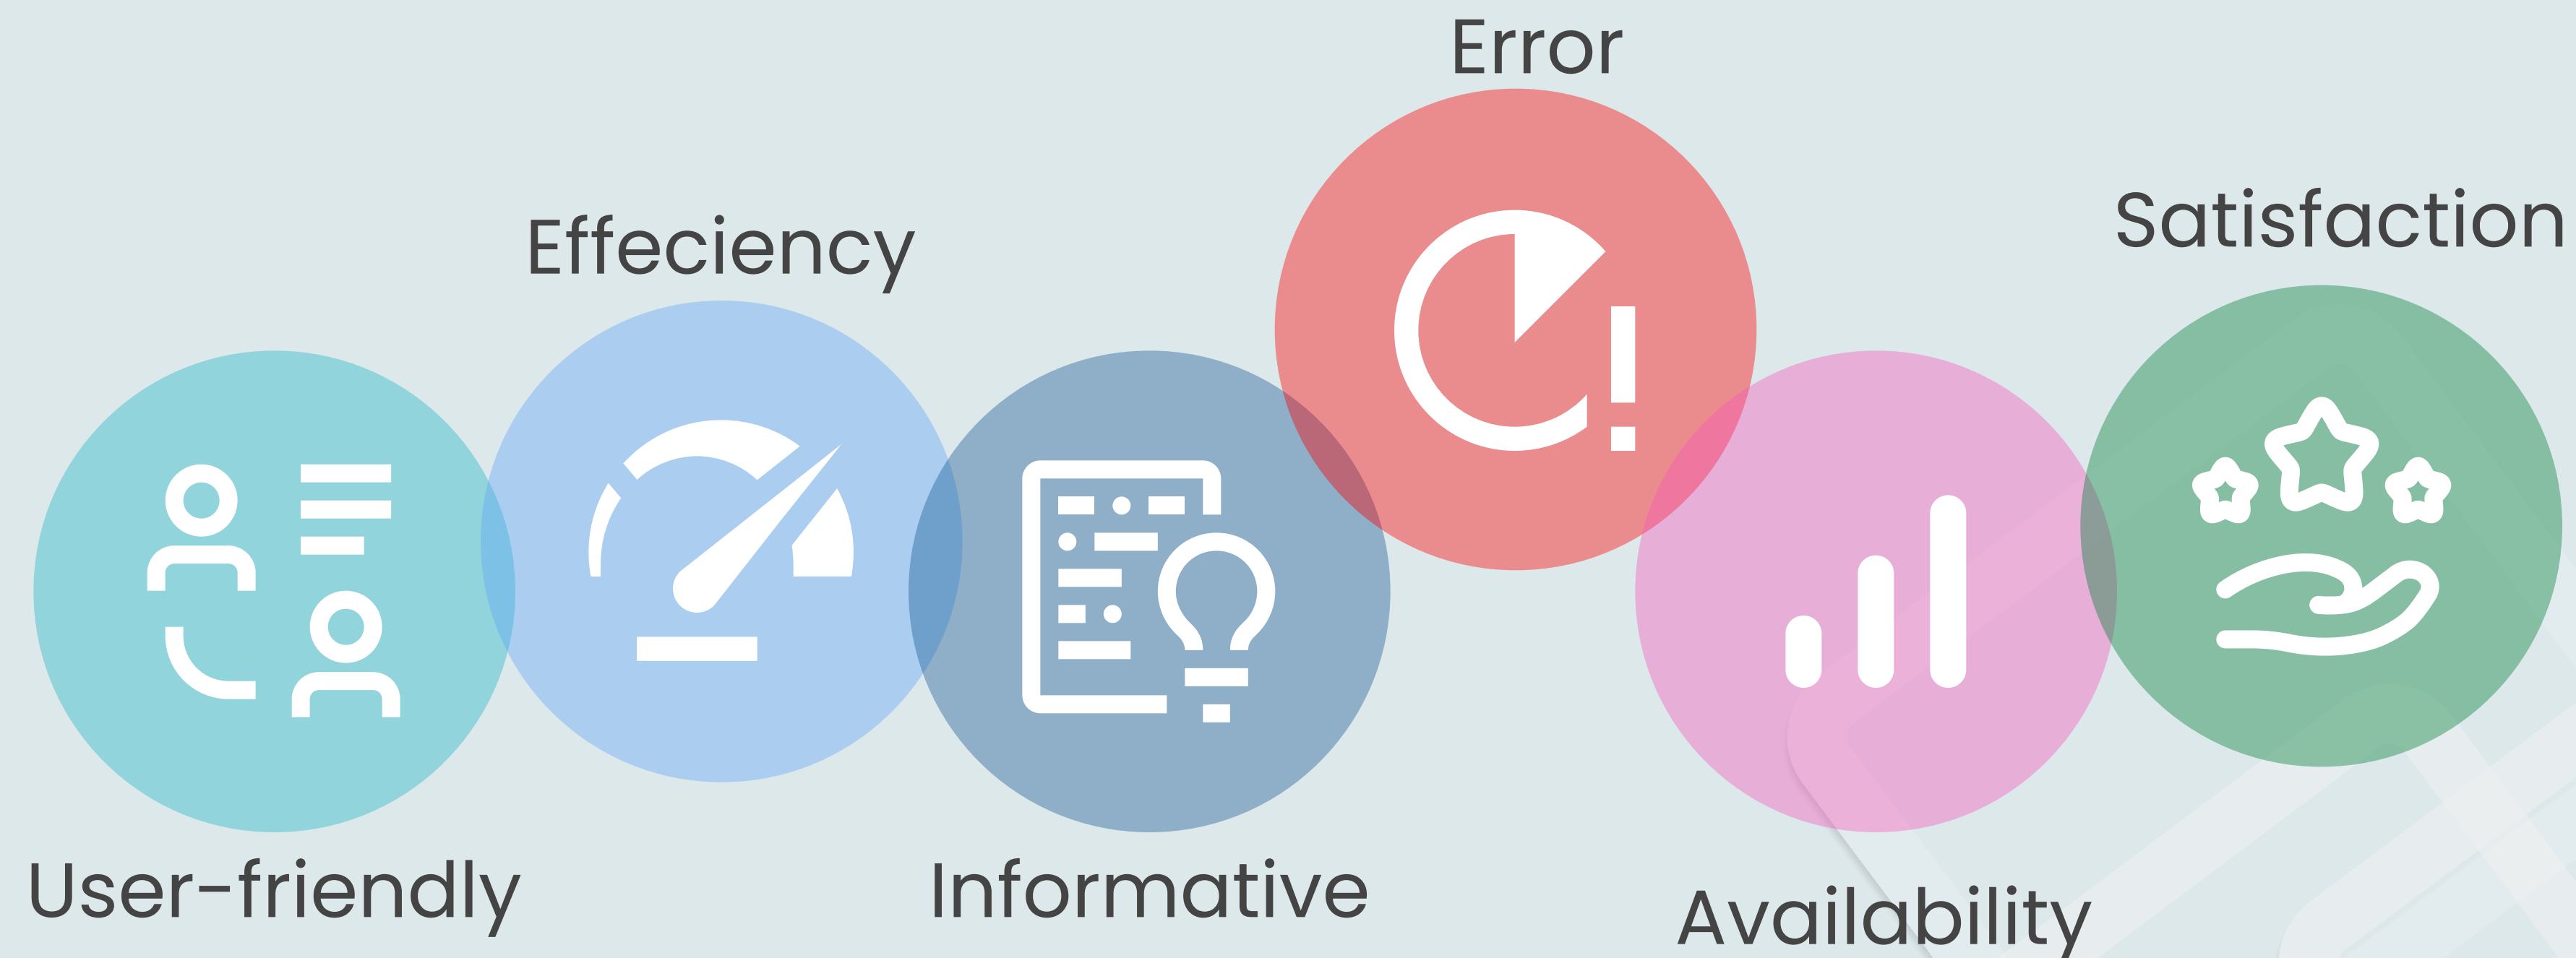 Error
Satisfaction
Effeciency
User-friendly
Informative
Availability